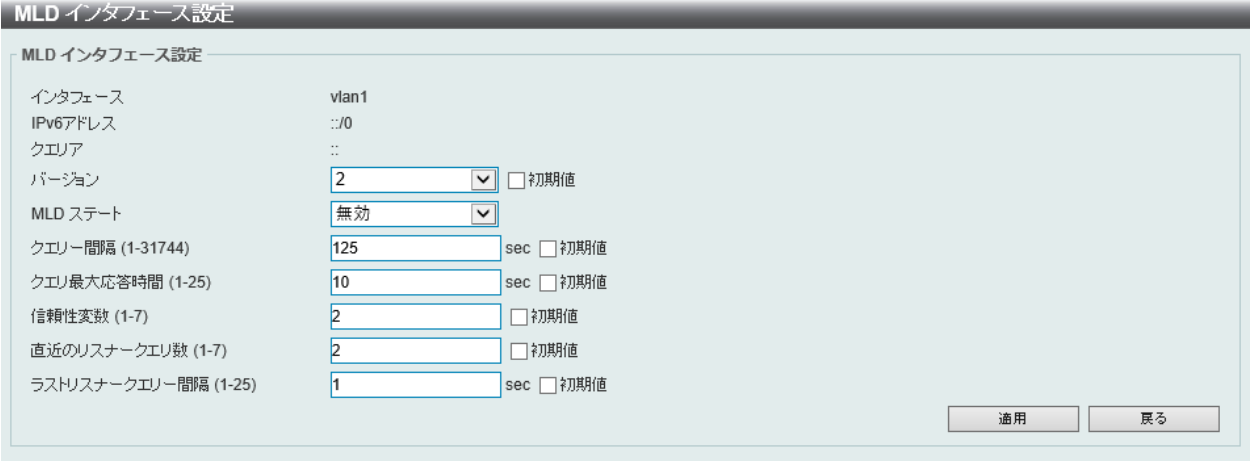 MLD インタフェース設定
MLD インタフェース設定
インタフェース vlan1
IPv6アドレス ::/0
クエリア ::
バージョン 2 初期値
MLD ステート 無効
クエリー間隔 (1-31744) 125 sec 初期値
クエリ最大応答時間 (1-25) 10 sec 初期値
信頼性変数 (1-7) 2 初期値
直近のリスナークエリ数 (1-7) 2 初期値
ラストリスナークエリー間隔 (1-25) 1 sec 初期値
適用 戻る